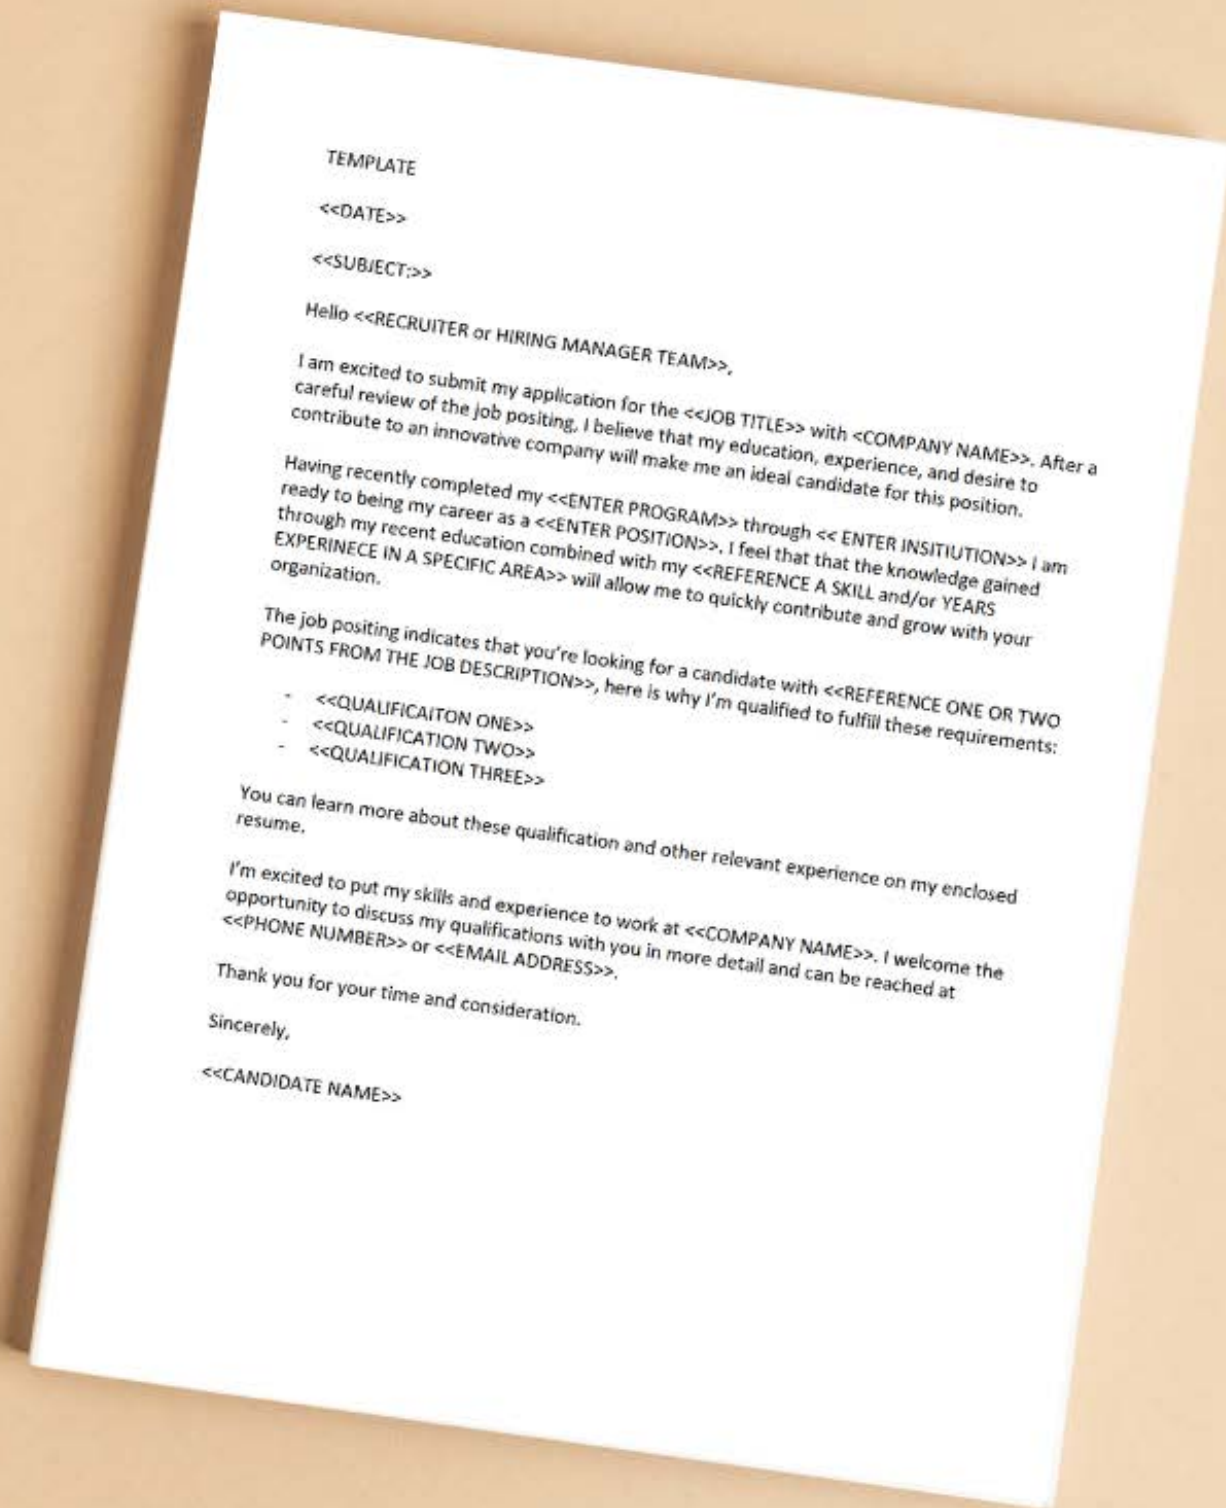 TEMPLATE
<<DATE>>
<<SUBJECT:>>
Hello <<RECRUITER or HIRING MANAGER TEAM>>,
I am excited to submit my application for the <<JOB TITLE>> with <COMPANY NAME>>. After a
careful review of the job positing, I believe that my education, experience, and desire to
contribute to an innovative company will make me an ideal candidate for this position.
Having recently completed my <<ENTER PROGRAM>> through << ENTER INSITIUTION>> I am
ready to being my career as a <<ENTER POSITION>>. I feel that that the knowledge gained
through my recent education combined with my <<REFERENCE A SKILL and/or YEARS
EXPERINECE IN A SPECIFIC AREA>> will allow me to quickly contribute and grow with your
organization.
The job positing indicates that you're looking for a candidate with <<REFERENCE ONE OR TWO
POINTS FROM THE JOB DESCRIPTION>>, here is why I'm qualified to fulfill these requirements:
- <<QUALIFICAITON ONE>>
- <<QUALIFICATION TWO>>
- <<QUALIFICATION THREE>>
You can learn more about these qualification and other relevant experience on my enclosed
resume.
I'm excited to put my skills and experience to work at <<COMPANY NAME>>. I welcome the
opportunity to discuss my qualifications with you in more detail and can be reached at
<<PHONE NUMBER>> or <<EMAIL ADDRESS>>.
Thank you for your time and consideration.
Sincerely,
<<CANDIDATE NAME>>